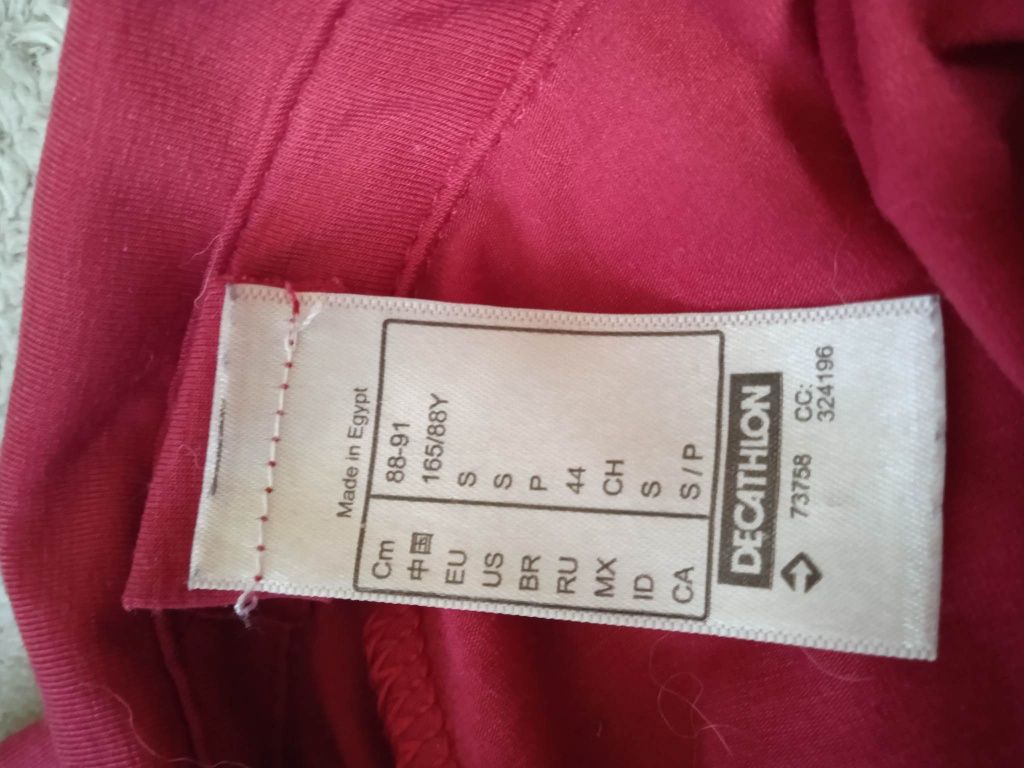 Made in Egypt
Cm 88-91
中国 165/88Y
EU S
US S
BR P
RU 44
MX CH
ID S
CA S / P
DECATHLON
73758 CC:
324196